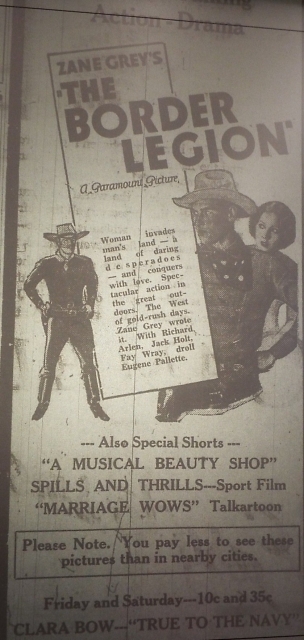 Action - Drama
ZANE GREY'S
'THE
BORDER
LEGION'
A Paramount Picture,
Woman invades
man's land — a
land of daring
desperadoes
— and conquers
with love. Spec-
tacular action in
the great out-
doors. The West
of gold-rush days.
Zane Grey wrote
it. With Richard
Arlen, Jack Holt,
Fay Wray, droll
Eugene Pallette.
--- Also Special Shorts ---
"A MUSICAL BEAUTY SHOP"
SPILLS AND THRILLS---Sport Film
"MARRIAGE WOWS" Talkartoon
Please Note. You pay less to see these
pictures than in nearby cities.
Friday and Saturday---10c and 35c
CLARA BOW---"TRUE TO THE NAVY"